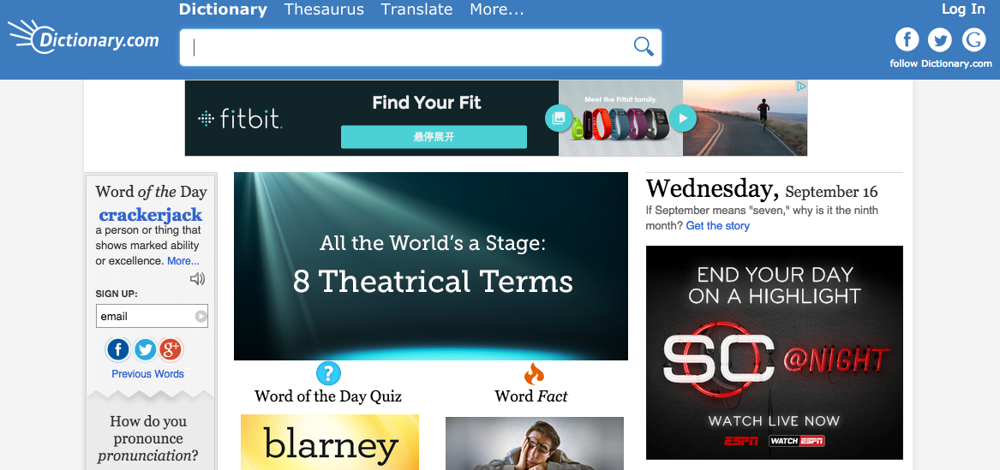 Dictionary Thesaurus Translate More...
Log In
Dictionary.com
follow Dictionary.com
fitbit.
Find Your Fit
悬停展开
Meet the Fitbit family.
Word of the Day
crackerjack
a person or thing that
shows marked ability
or excellence. More...
SIGN UP:
email
Previous Words
How do you
pronounce
pronunciation?
All the World's a Stage:
8 Theatrical Terms
Word of the Day Quiz
blarney
Word Fact
Wednesday, September 16
If September means "seven," why is it the ninth
month? Get the story
END YOUR DAY
ON A HIGHLIGHT
SC @NIGHT
WATCH LIVE NOW
ESPN WATCH ESPN